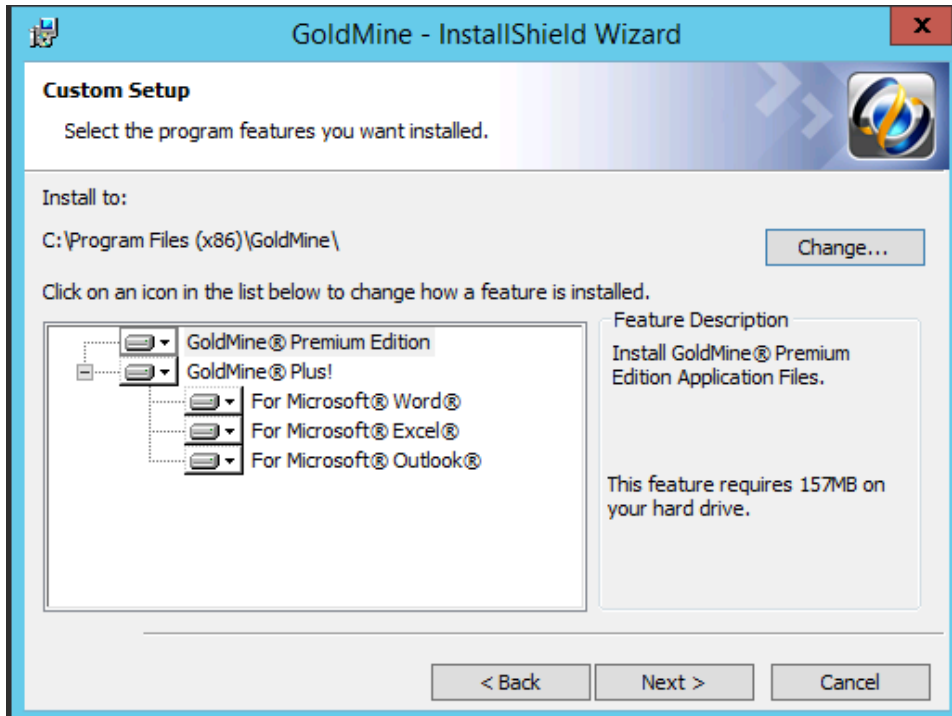 GoldMine - InstallShield Wizard
x
Custom Setup
Select the program features you want installed.
Install to:
C:\Program Files (x86)\GoldMine\
Change...
Click on an icon in the list below to change how a feature is installed.
GoldMine® Premium Edition
GoldMine® Plus!
For Microsoft® Word®
For Microsoft® Excel®
For Microsoft® Outlook®
Feature Description
Install GoldMine® Premium
Edition Application Files.
This feature requires 157MB on
your hard drive.
< Back
Next >
Cancel